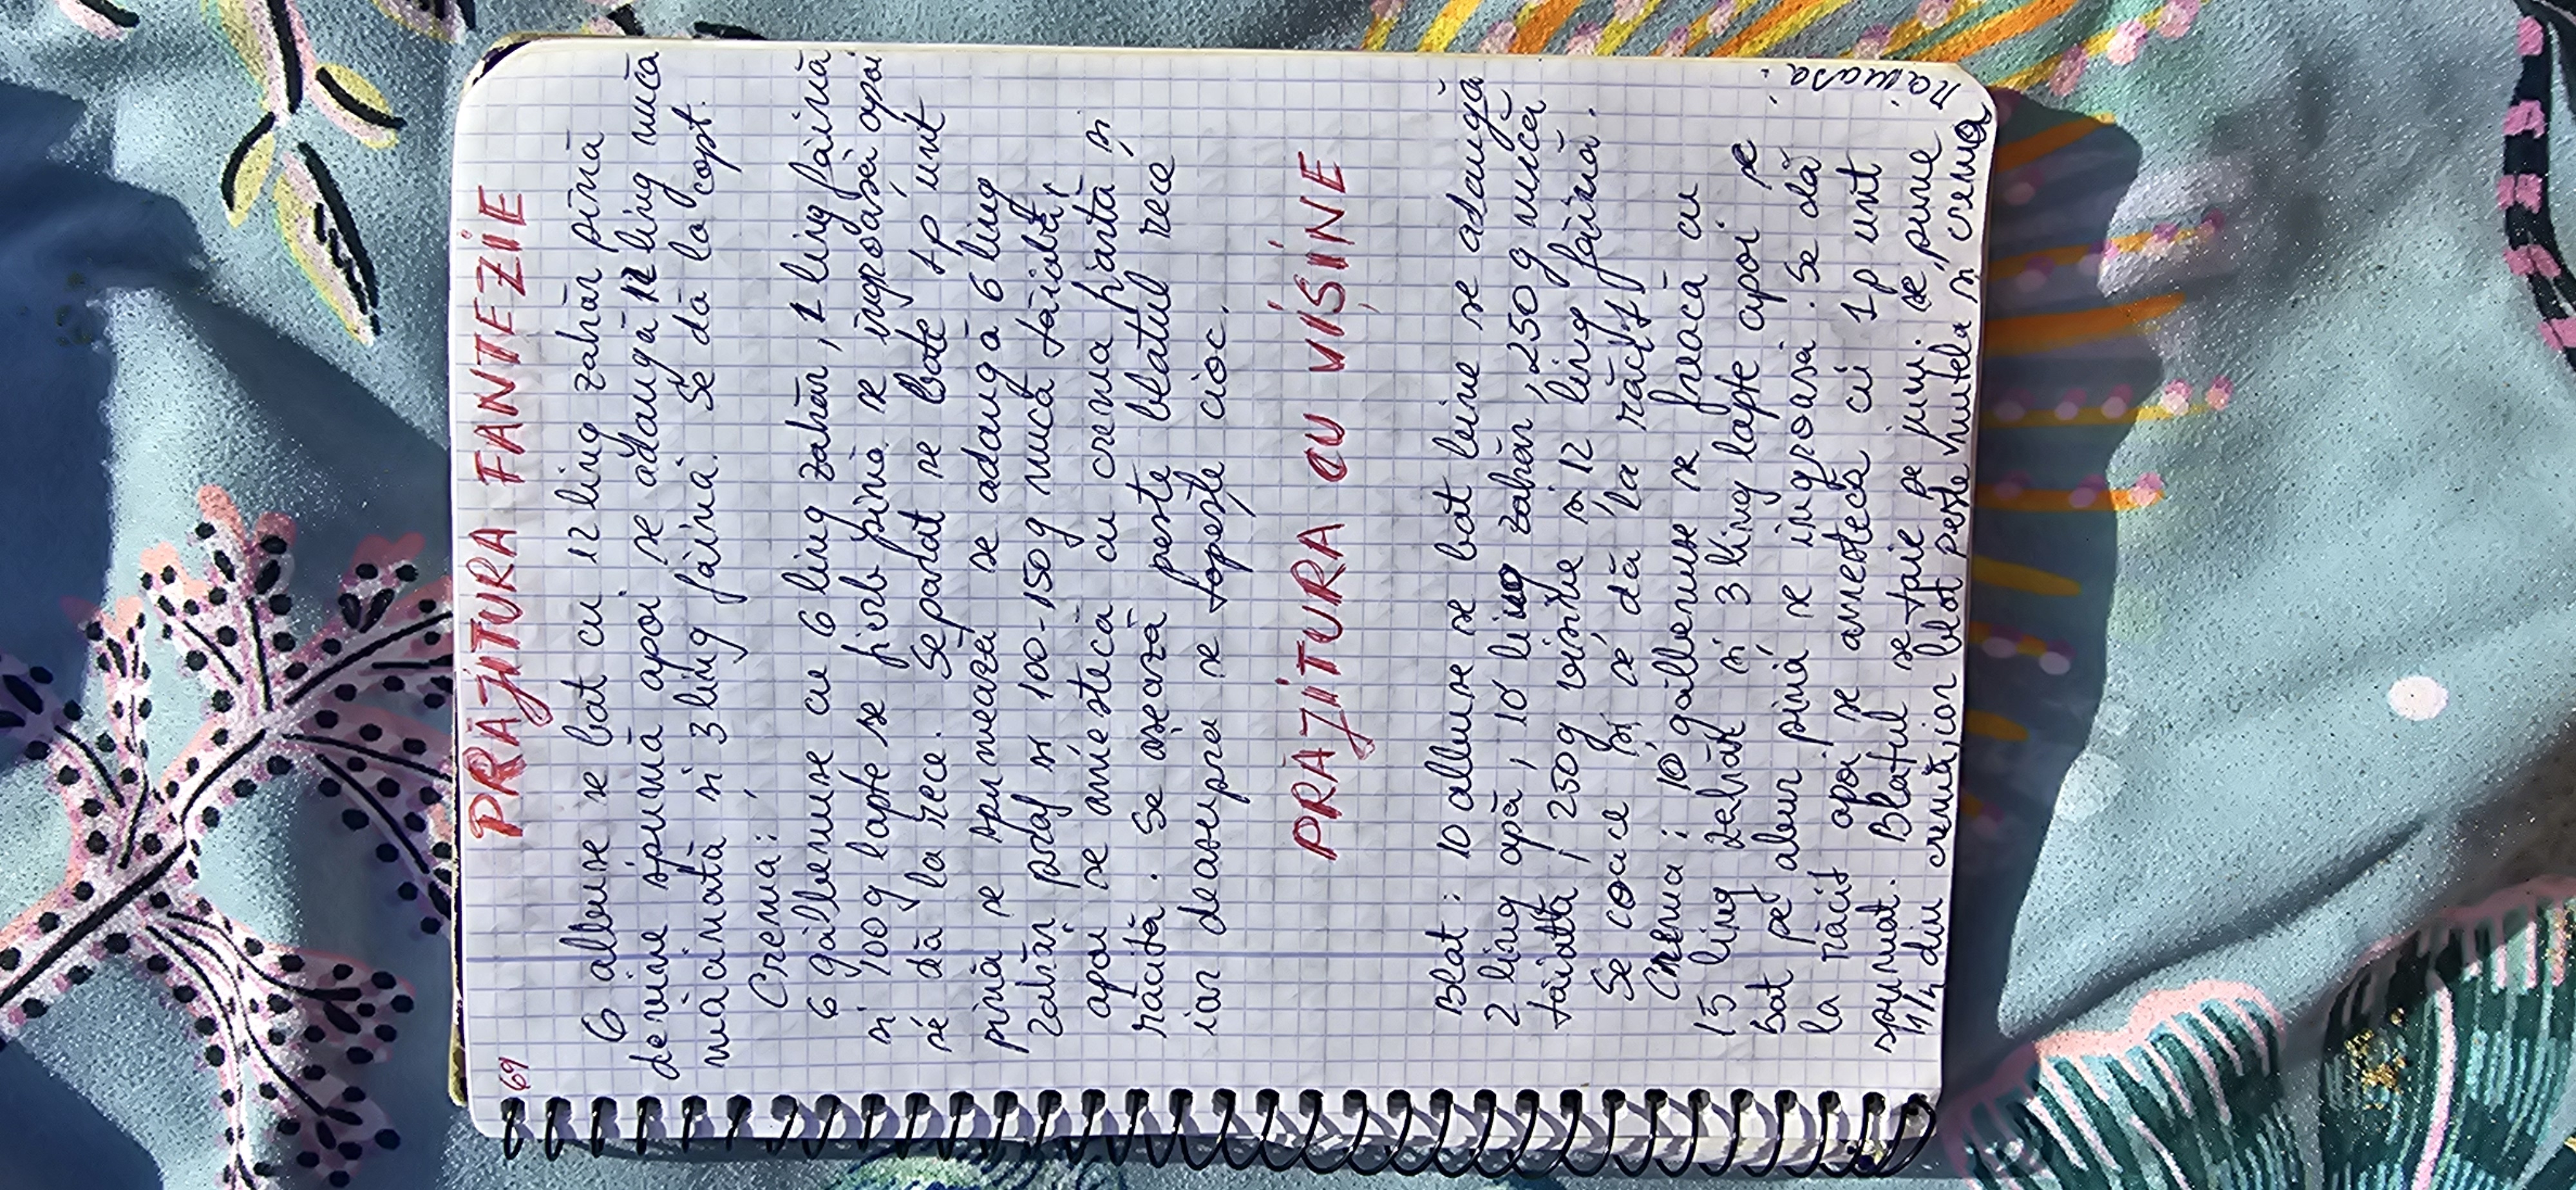 69
PRĂJITURA FANTEZIE
6 albușe se bat cu 12 ling zahăr pînă
devine spumă apoi se adaugă 12 ling nucă
măcinată și 3 ling făină. Se dă la copt.
Crema:
6 gălbenușe cu 6 ling zahăr, 1 ling făină
și 100 g lapte se fierb pînă se îngroașă apoi
se dă la rece. Separat se bate 1p unt
pînă se spumează se adaugă 6 ling
zahăr praf și 100-150 g nucă tăiată,
apoi se amestecă cu crema fiartă și
răcită. Se așează peste blatul rece
iar deasupra se topește cioc.
PRĂJITURA CU VIȘINE
Blat: 10 albușe se bat bine se adaugă
2 ling apă, 10 ling zahăr, 250 g nucă
tăiată, 250g vișine și 12 ling făină.
Se coace și se dă la răcit.
Crema: 10 gălbenușe se freacă cu
15 ling zahăr și 3 ling lapte apoi se
bat pe abur pînă se îngroașă. Se dă
la răcit apoi se amestecă cu 1p unt
spumat. Blatul se taie pe jum. se pune
1/4 din cremă, iar blat peste nutela și crema
rămasă.